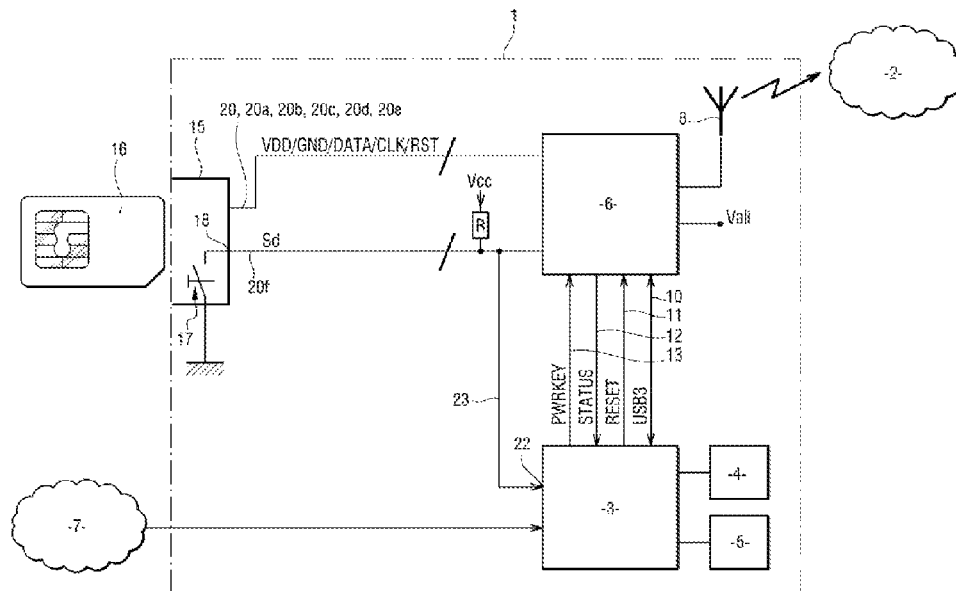 1
-2-
8
20, 20a, 20b, 20c, 20d, 20e
15
VDD/GND/DATA/CLK/RST
16
Vcc
-6-
R
18
Sd
Vali
20f
17
10
11
12
13
PWRKEY
STATUS
RESET
USB3
23
22
-4-
-3-
-7-
-5-